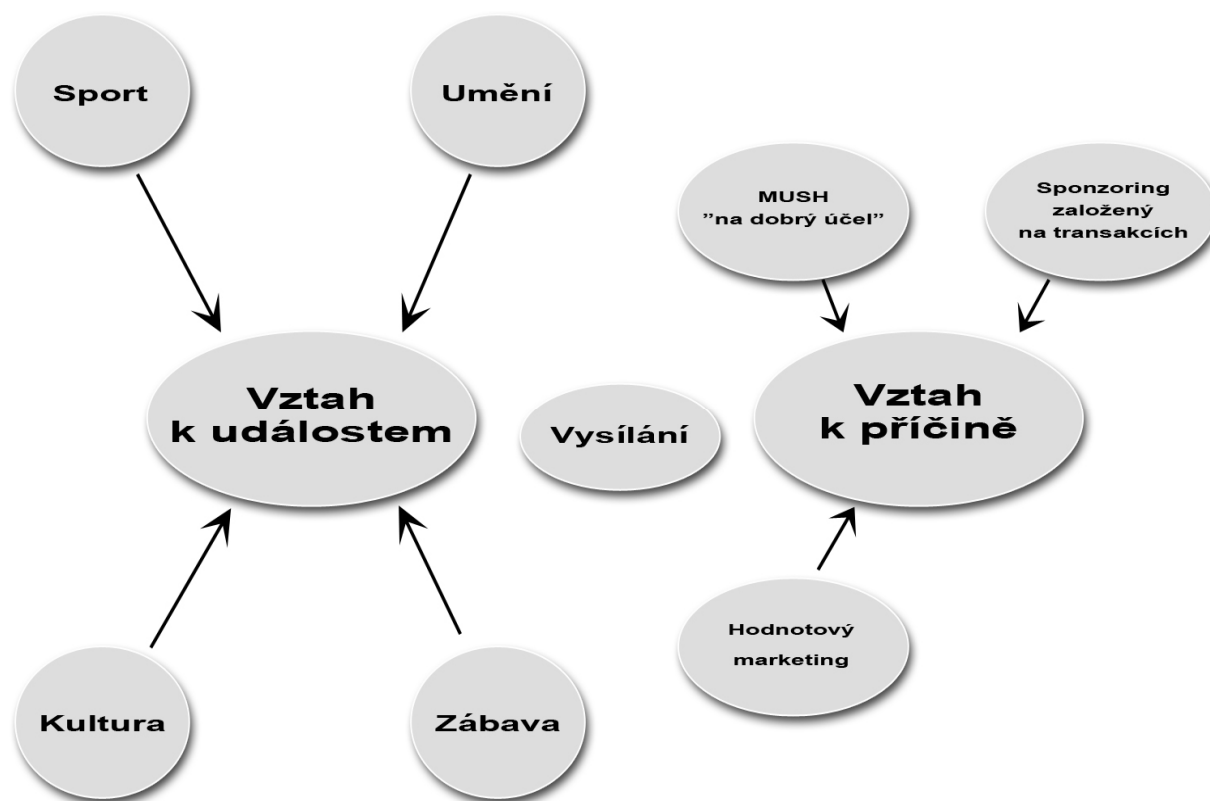 Sport
Umění
MUSH
”na dobrý účel”
Sponzoring
založený
na transakcích
Vztah
k událostem
Vysílání
Vztah
k příčině
Hodnotový
marketing
Kultura
Zábava